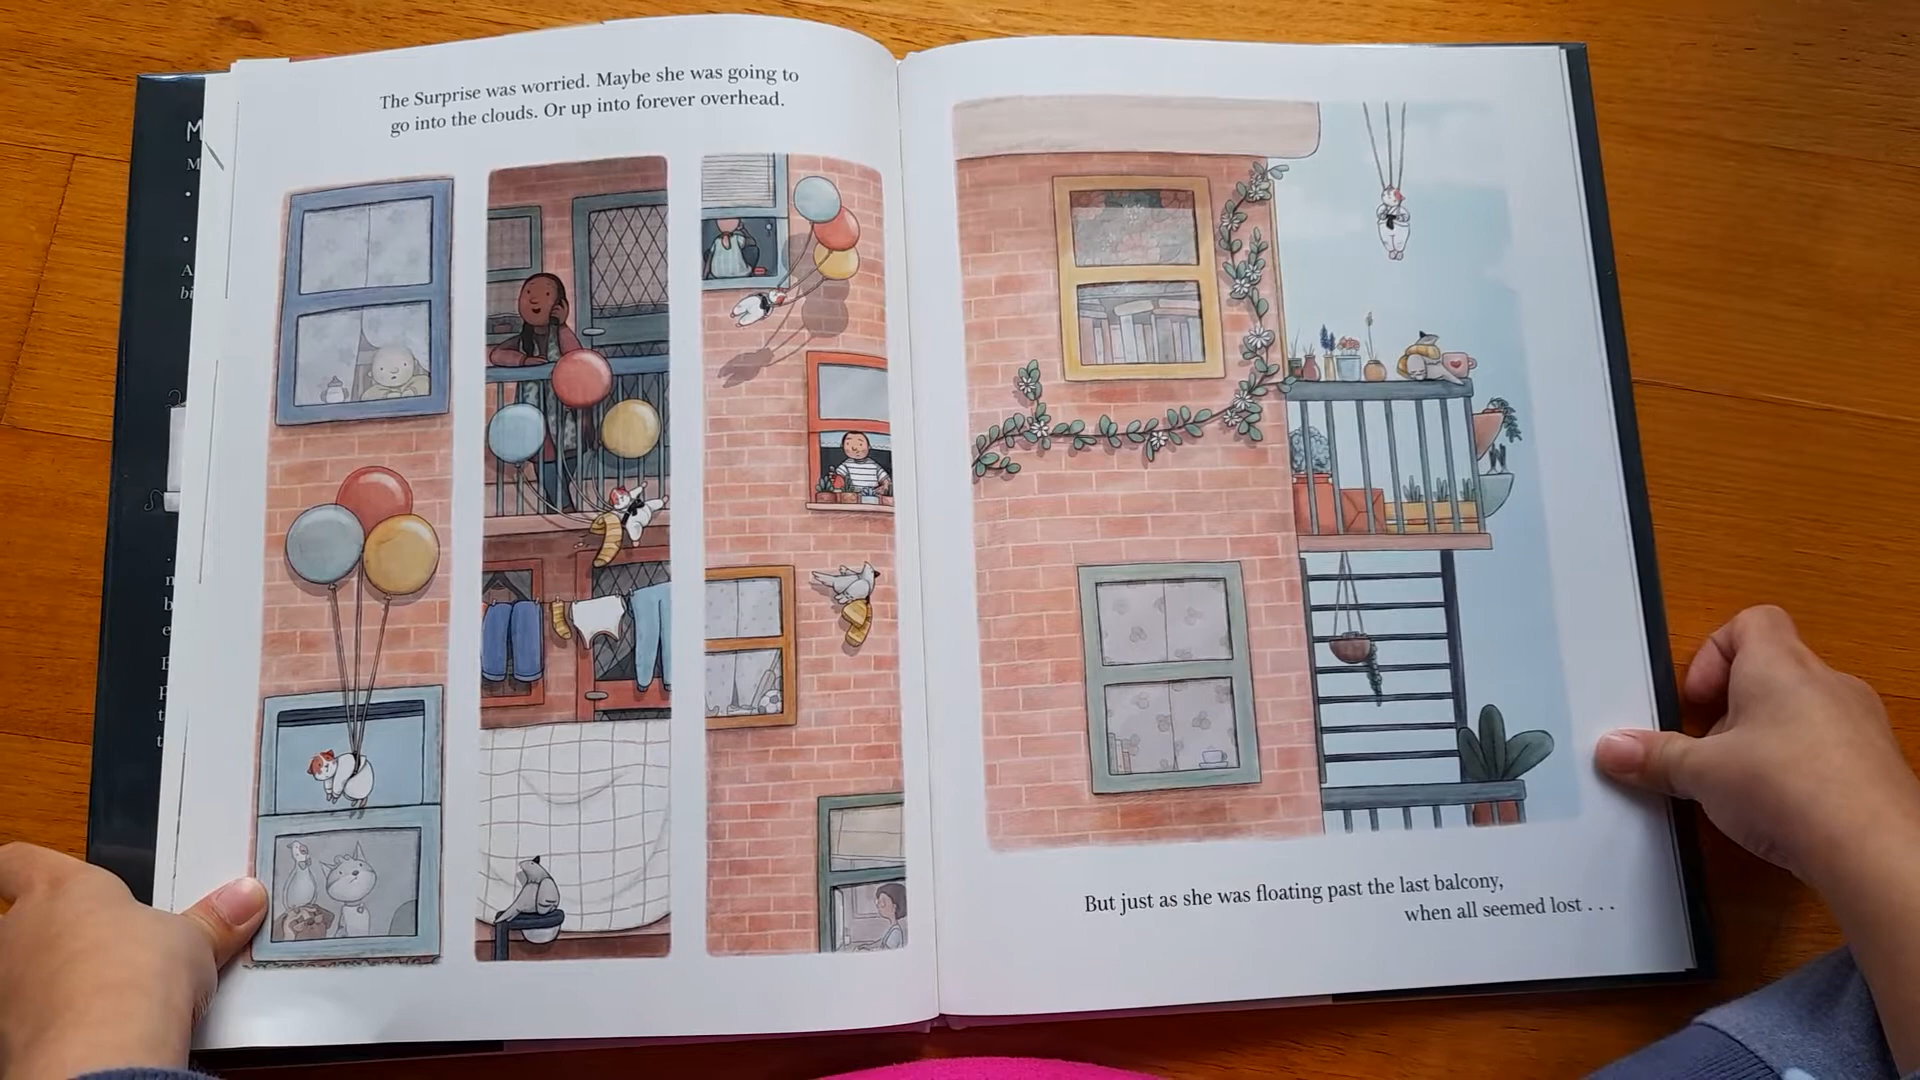 The Surprise was worried. Maybe she was going to
go into the clouds. Or up into forever overhead.
But just as she was floating past the last balcony,
when all seemed lost . . .